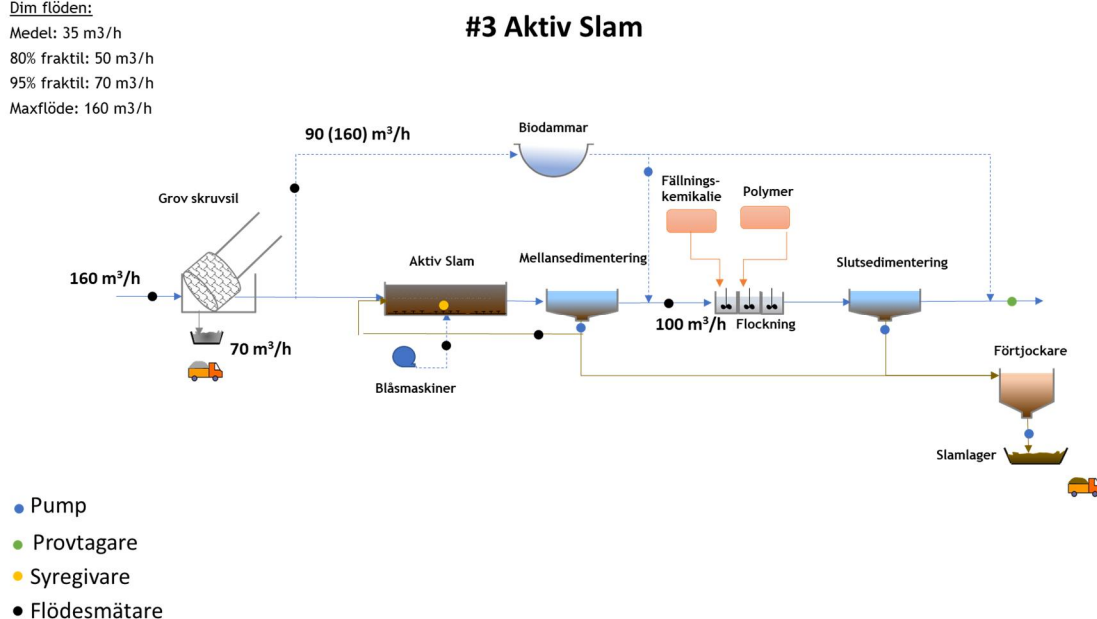 Dim flöden:
Medel: 35 m3/h
80% fraktil: 50 m3/h
95% fraktil: 70 m3/h
Maxflöde: 160 m3/h
#3 Aktiv Slam
90 (160) m³/h
Biodammar
Fällnings-
kemikalie
Polymer
Grov skruvsil
160 m³/h
Aktiv Slam
Mellansedimentering
Slutsedimentering
100 m³/h
Flockning
70 m³/h
Blåsmaskiner
Förtjockare
Slamlager
Pump
Provtagare
Syregivare
Flödesmätare